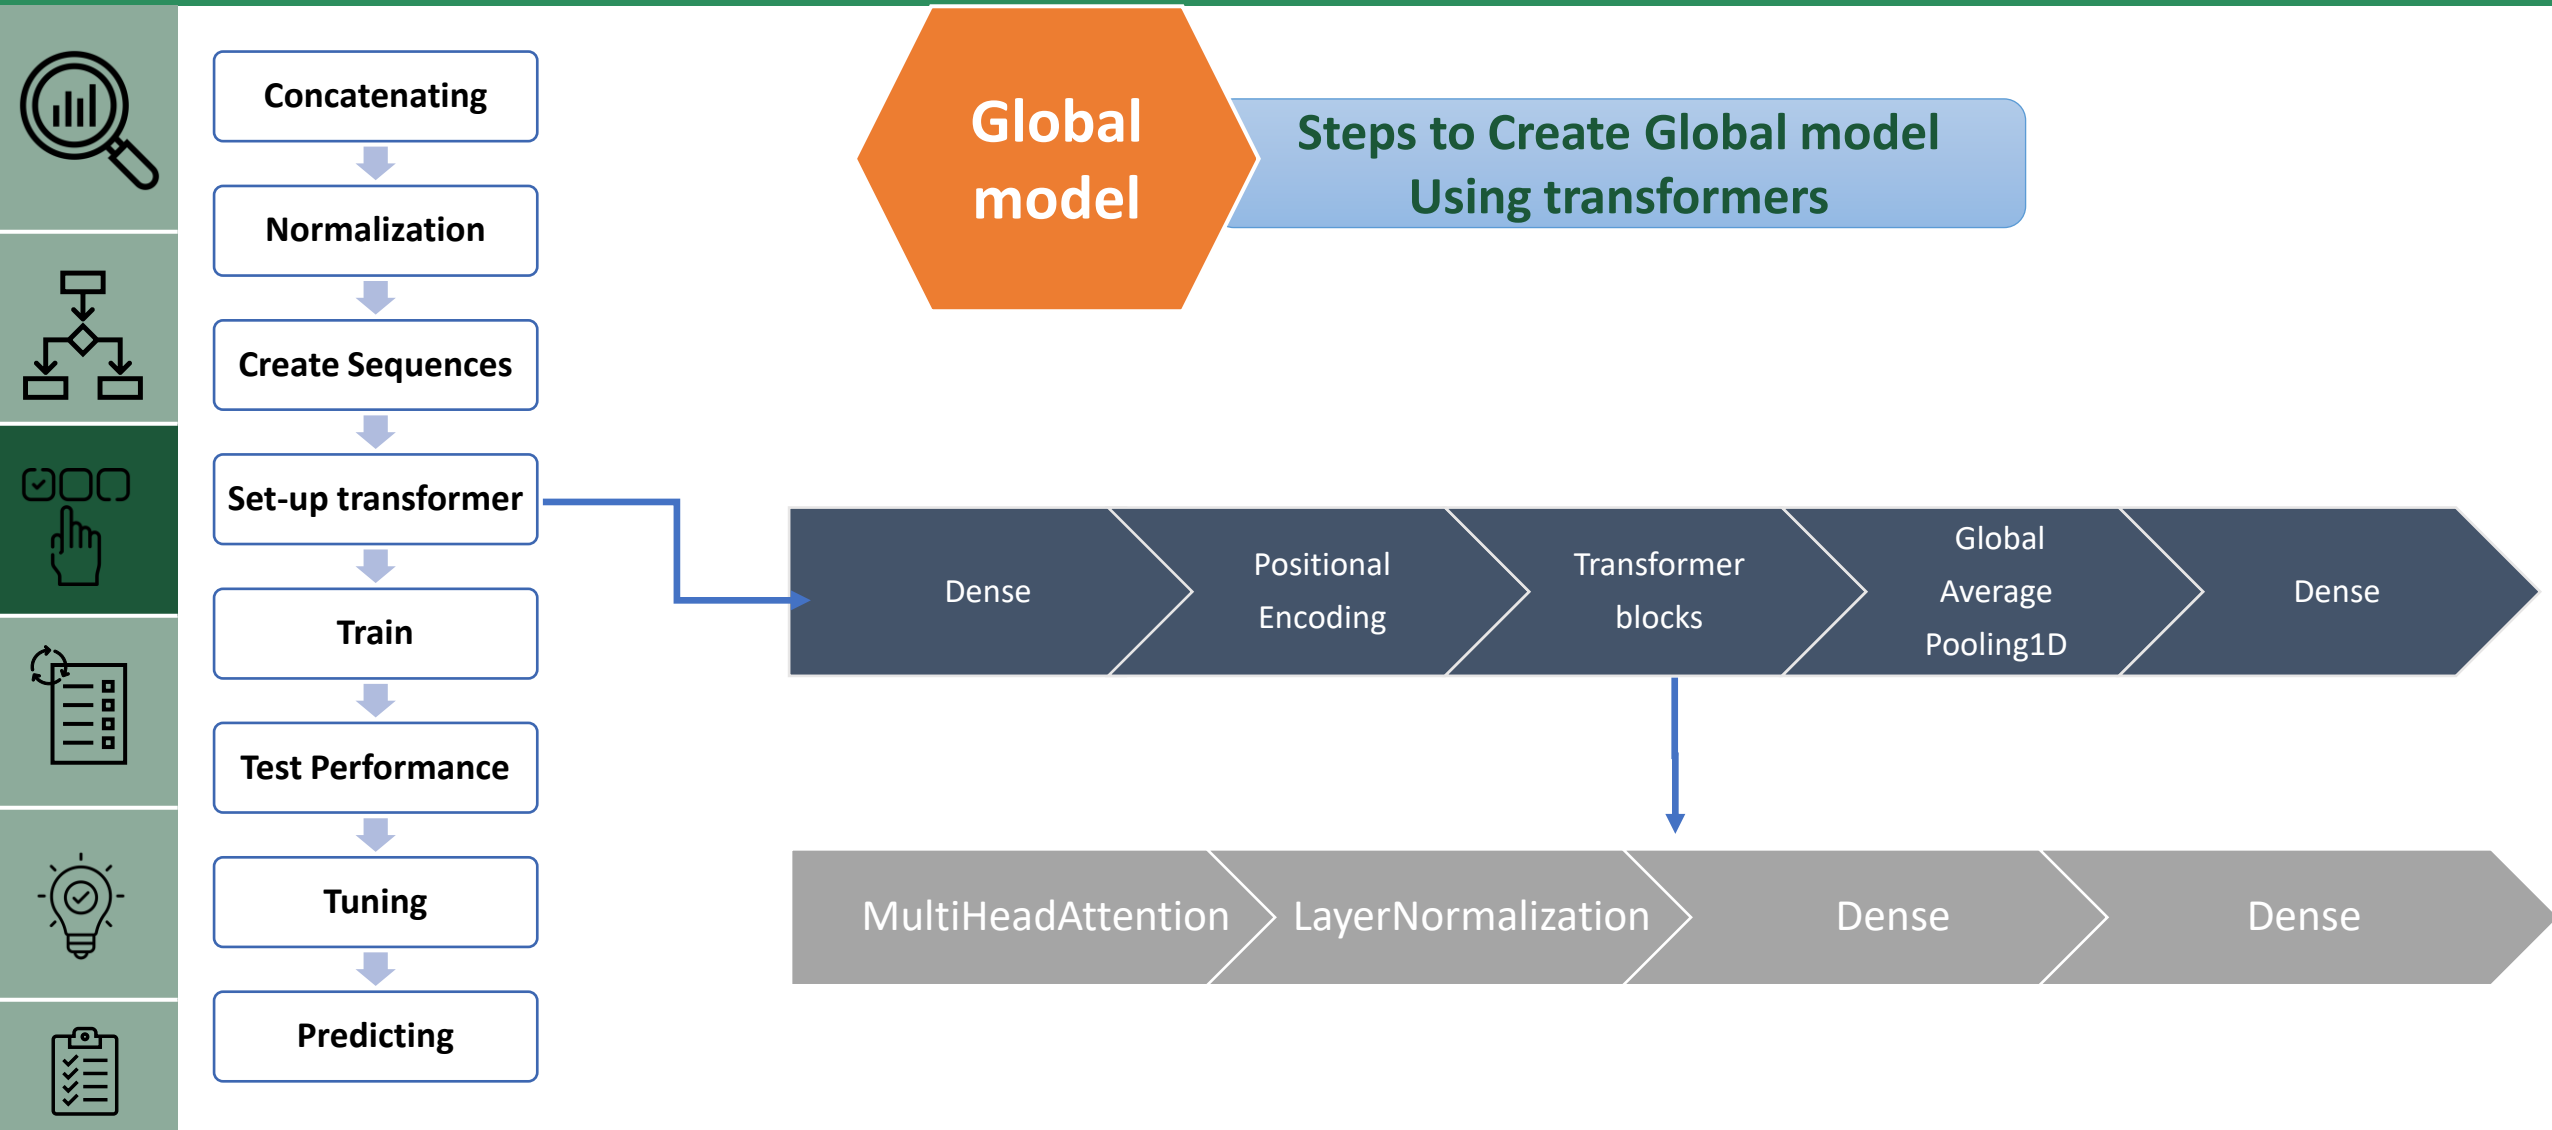 Global
model
Steps to Create Global model
Using transformers
Concatenating
Normalization
Create Sequences
Set-up transformer
Train
Test Performance
Tuning
Predicting
Dense
Positional
Encoding
Transformer
blocks
Global
Average
Pooling1D
Dense
MultiHeadAttention
LayerNormalization
Dense
Dense